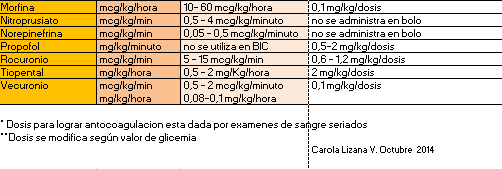 Morfina mcg/kg/hora 10- 60 mcg/kg/hora 0,1mg/kg/dosis
Nitroprusiato mcg/kg/min 0,5 - 4 mcg/kg/minuto no se administra en bolo
Norepinefrina mcg/kg/min 0,05 - 0,5 mcg/kg/minuto no se administra en bolo
Propofol mg/kg/minuto no se utiliza en BIC 0,5-2 mg/kg/dosis
Rocuronio mcg/kg/min 5 - 15 mcg/kg/min 0,6 - 1,2 mg/kg/dosis
Tiopental mg/kg/hora 0,5 - 2 mg/Kg/hora 2 mg/kg/dosis
Vecuronio mcg/kg/min 0,5 - 2 mcg/kg/minuto 0,1mg/kg/dosis
mg/kg/hora 0,08-0,1 mg/kg/hora
* Dosis para lograr antocoagulacion esta dada por examenes de sangre seriados
**Dosis se modifica según valor de glicemia
Carola Lizana V. Octubre 2014